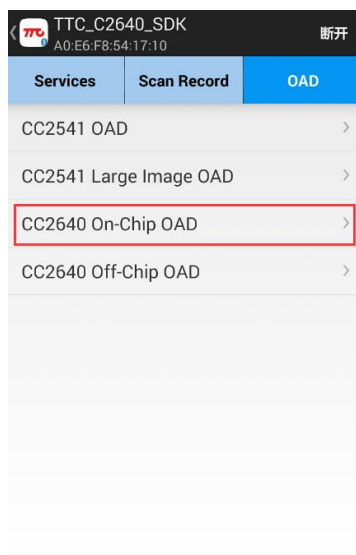 TTC_C2640_SDK
A0:E6:F8:54:17:10
断开
TTC
Services
Scan Record
OAD
CC2541 OAD
CC2541 Large Image OAD
CC2640 On-Chip OAD
CC2640 Off-Chip OAD